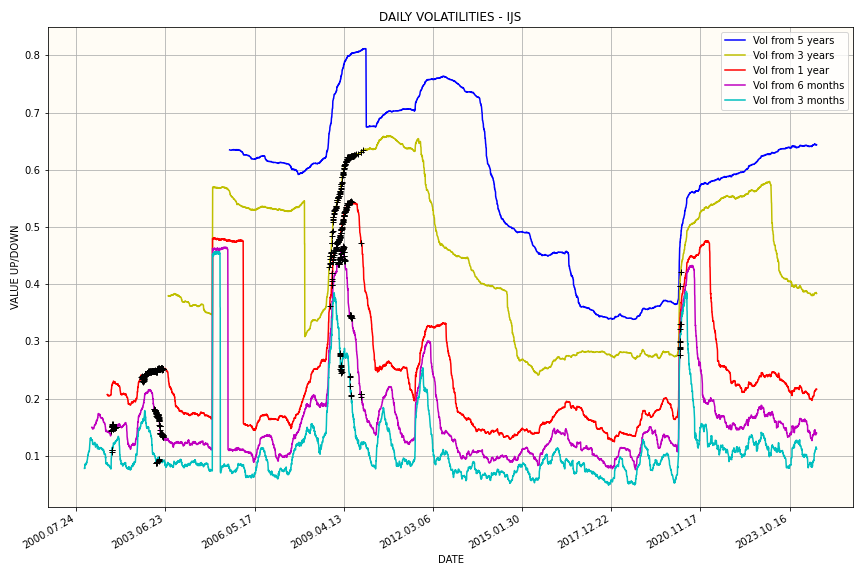 DAILY VOLATILITIES - IJS
Vol from 5 years
Vol from 3 years
Vol from 1 year
Vol from 6 months
Vol from 3 months
VALUE UP/DOWN
0.8
0.7
0.6
0.5
0.4
0.3
0.2
0.1
2000.07.24
2003.06.23
2006.05.17
2009.04.13
2012.03.06
2015.01.30
2017.12.22
2020.11.17
2023.10.16
DATE